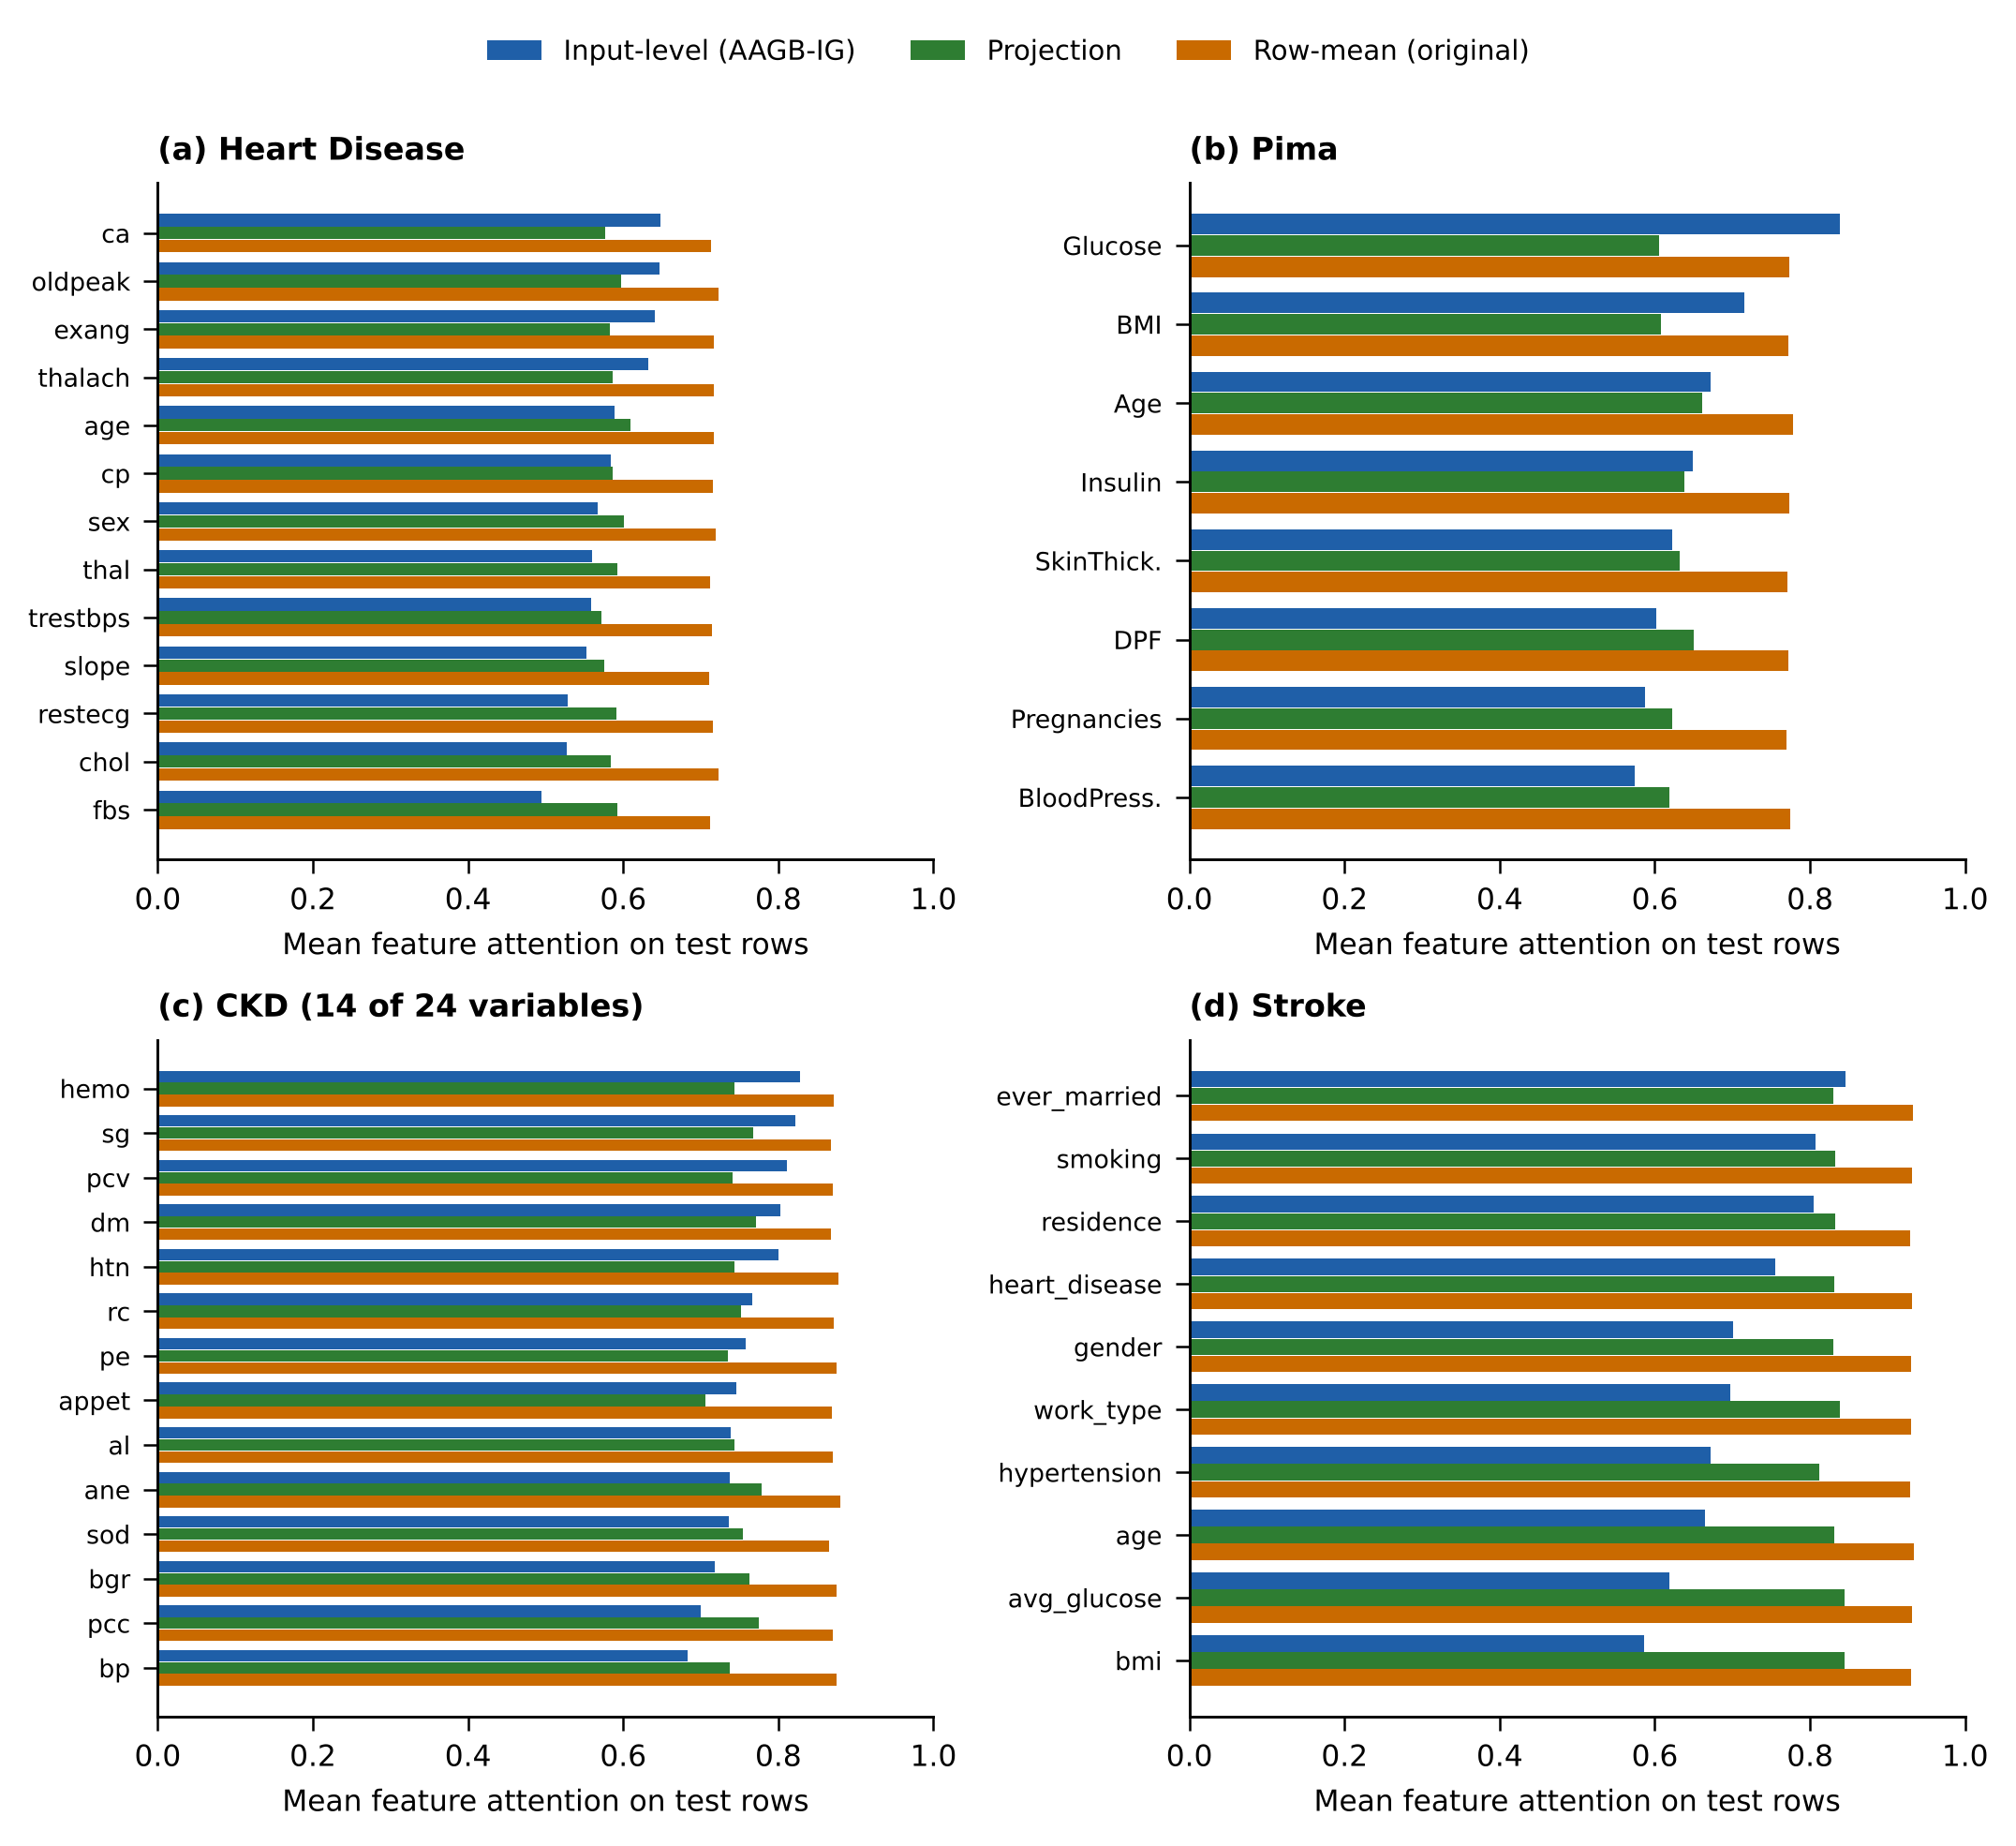 Input-level (AAGB-IG) Projection Row-mean (original)
(a) Heart Disease
ca
oldpeak
exang
thalach
age
cp
sex
thal
trestbps
slope
restecg
chol
fbs
0.0 0.2 0.4 0.6 0.8 1.0
Mean feature attention on test rows
(b) Pima
Glucose
BMI
Age
Insulin
SkinThick.
DPF
Pregnancies
BloodPress.
0.0 0.2 0.4 0.6 0.8 1.0
Mean feature attention on test rows
(c) CKD (14 of 24 variables)
hemo
sg
pcv
dm
htn
rc
pe
appet
al
ane
sod
bgr
pcc
bp
0.0 0.2 0.4 0.6 0.8 1.0
Mean feature attention on test rows
(d) Stroke
ever_married
smoking
residence
heart_disease
gender
work_type
hypertension
age
avg_glucose
bmi
0.0 0.2 0.4 0.6 0.8 1.0
Mean feature attention on test rows